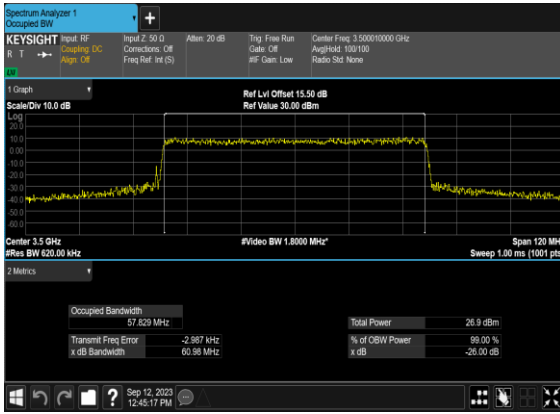 Spectrum Analyzer 1
Occupied BW
KEYSIGHT
R T
LXI
Input: RF
Coupling: DC
Align: Off
Input Z: 50 Ω
Corrections: Off
Freq Ref: Int (S)
Atten: 20 dB
Trig: Free Run
Gate: Off
#IF Gain: Low
Center Freq: 3.500010000 GHz
Avg|Hold: 100/100
Radio Std: None
1 Graph
Scale/Div 10.0 dB
Ref Lvl Offset 15.50 dB
Ref Value 30.00 dBm
Log
20.0
10.0
0.00
-10.0
-20.0
-30.0
-40.0
-50.0
-60.0
Center 3.5 GHz
#Res BW 620.00 kHz
#Video BW 1.8000 MHz*
Span 120 MH
Sweep 1.00 ms (1001 pts
2 Metrics
Occupied Bandwidth
57.829 MHz
Transmit Freq Error -2.987 kHz
x dB Bandwidth 60.98 MHz
Total Power 26.9 dBm
% of OBW Power 99.00 %
x dB -26.00 dB
Sep 12, 2023
12:45:17 PM